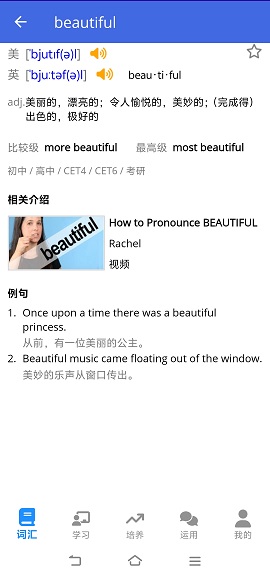 beautiful
美 ['bjutɪf(ə)l]
英 ['bju:təf(ə)l] beau·ti·ful
adj.美丽的，漂亮的；令人愉悦的，美妙的；（完成得）
出色的，极好的
比较级 more beautiful 最高级 most beautiful
初中 / 高中 / CET4 / CET6 / 考研
相关介绍
beautiful
How to Pronounce BEAUTIFUL
Rachel
视频
例句
1. Once upon a time there was a beautiful
princess.
从前，有一位美丽的公主。
2. Beautiful music came floating out of the window.
美妙的乐声从窗口传出。
词汇 学习 培养 运用 我的